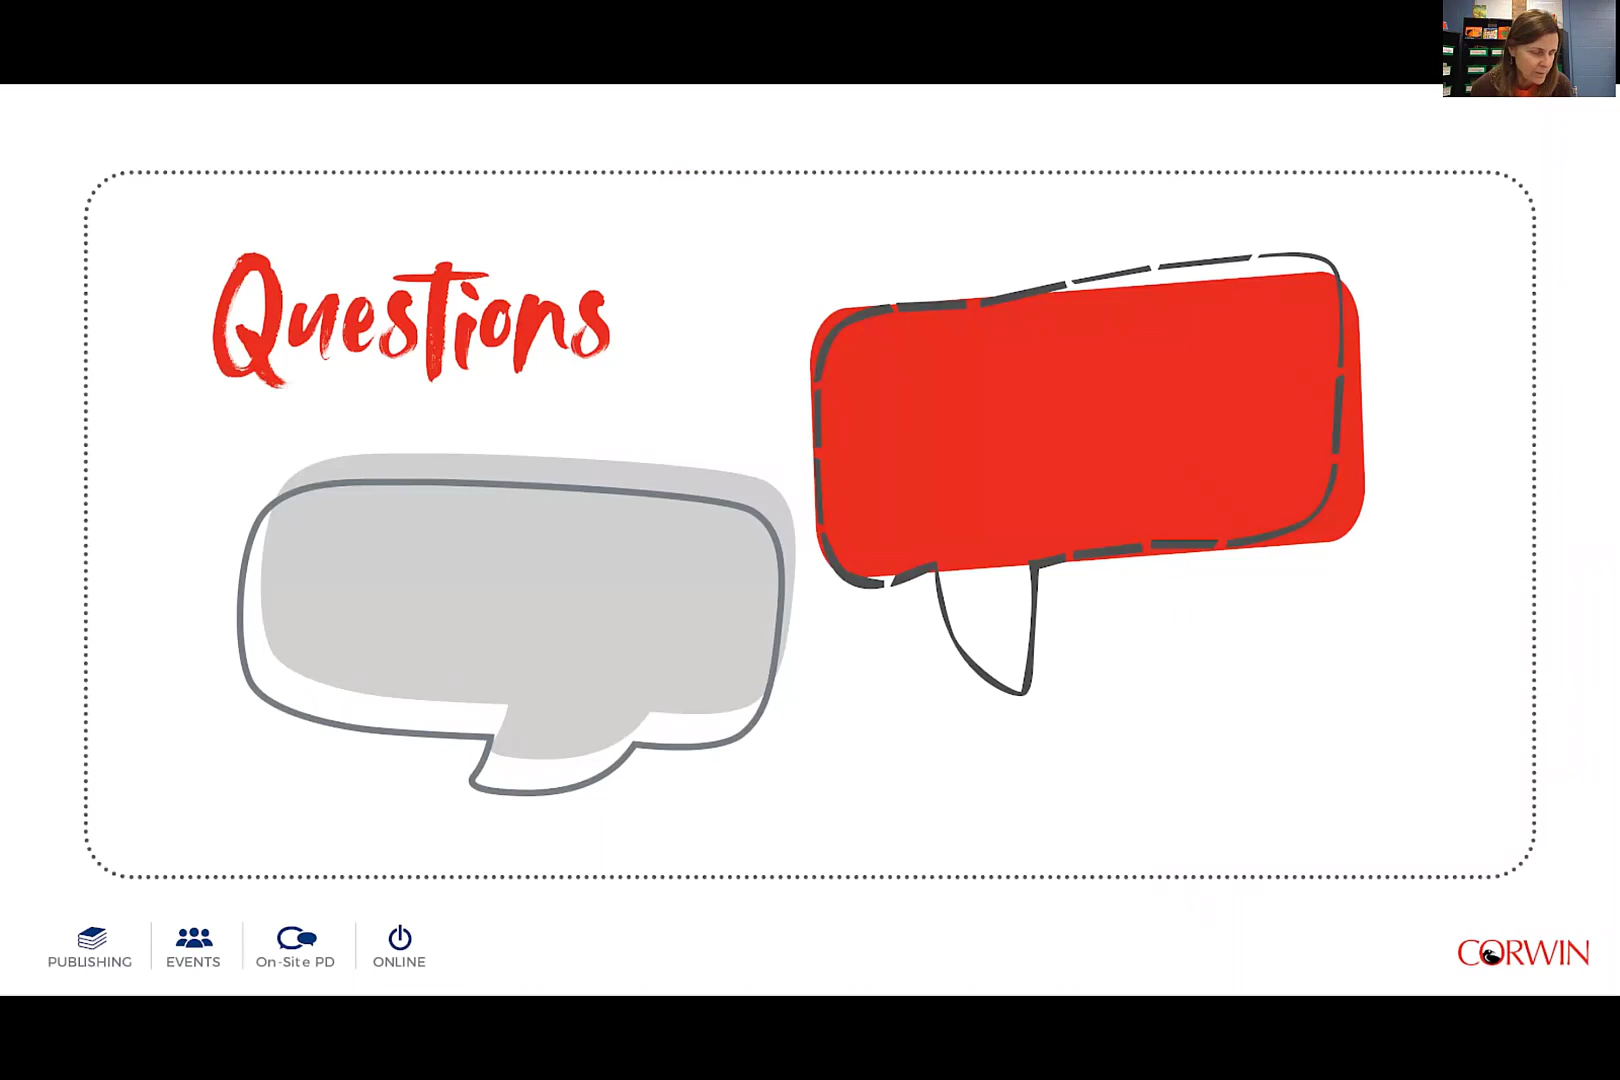 Questions
PUBLISHING
EVENTS
On-Site PD
ONLINE
CORWIN